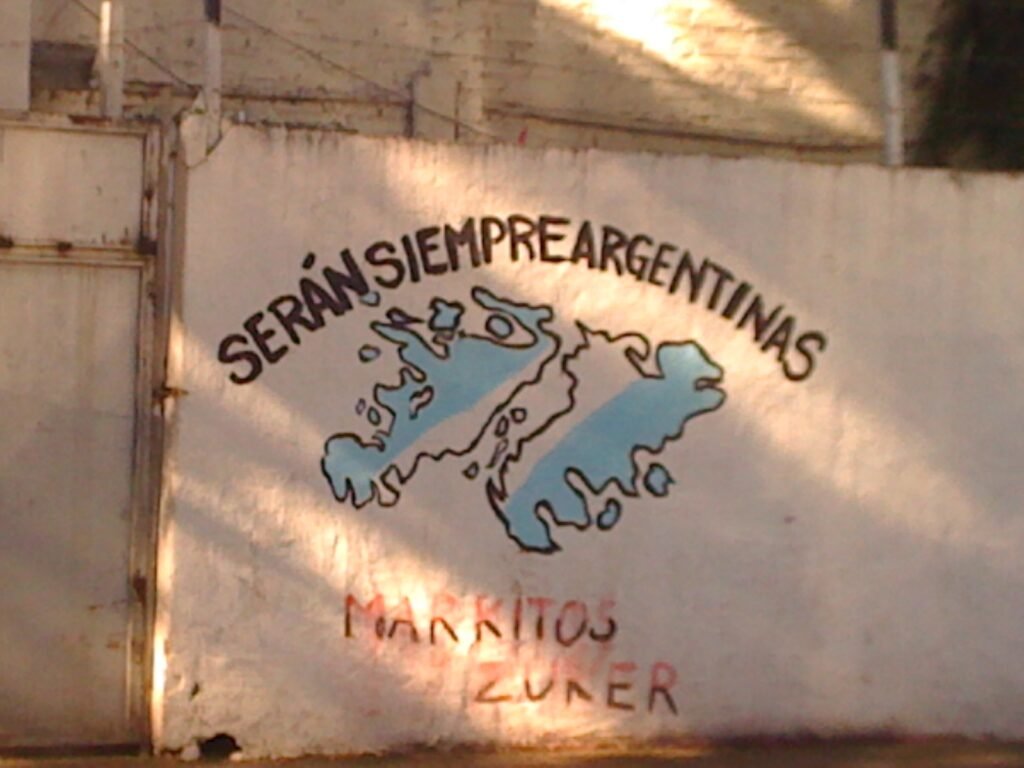 SERÁN SIEMPRE ARGENTINAS
MARKITOS
ZUKER